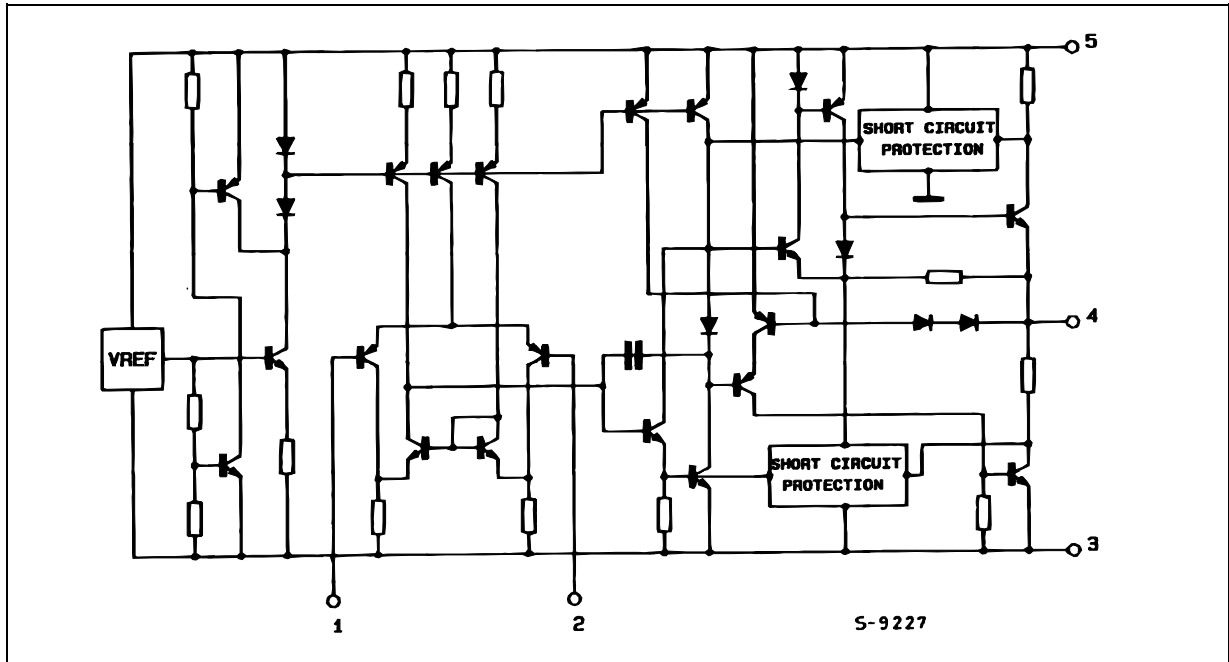 5
SHORT CIRCUIT
PROTECTION
4
VREF
SHORT CIRCUIT
PROTECTION
3
1
2
S-9227